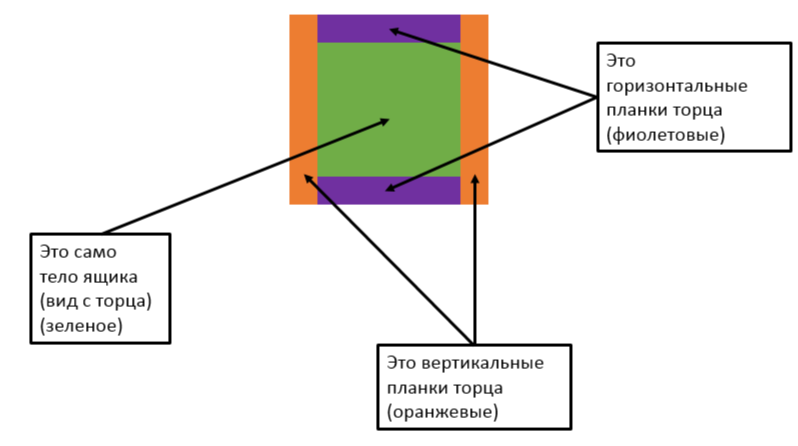 Это
горизонтальные
планки торца
(фиолетовые)
Это само
тело ящика
(вид с торца)
(зеленое)
Это вертикальные
планки торца
(оранжевые)